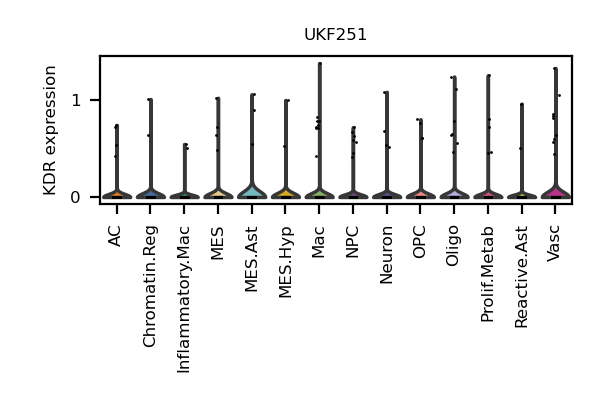 UKF251
KDR expression
1
0
AC
Chromatin.Reg
Inflammatory.Mac
MES
MES.Ast
MES.Hyp
Mac
NPC
Neuron
OPC
Oligo
Prolif.Metab
Reactive.Ast
Vasc